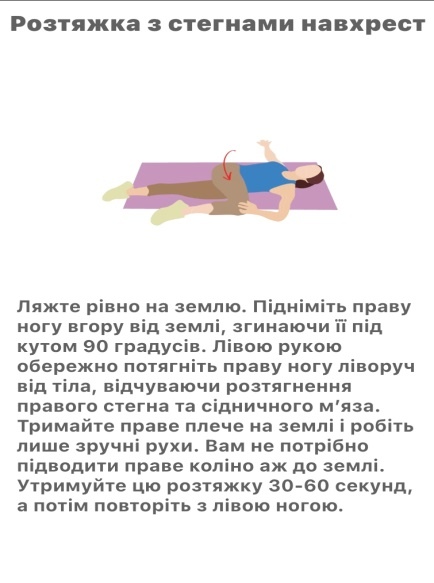 Розтяжка з стегнами навхрест
Ляжте рівно на землю. Підніміть праву
ногу вгору від землі, згинаючи її під
кутом 90 градусів. Лівою рукою
обережно потягніть праву ногу ліворуч
від тіла, відчуваючи розтягнення
правого стегна та сідничного м’яза.
Тримайте праве плече на землі і робіть
лише зручні рухи. Вам не потрібно
підводити праве коліно аж до землі.
Утримуйте цю розтяжку 30-60 секунд,
а потім повторіть з лівою ногою.